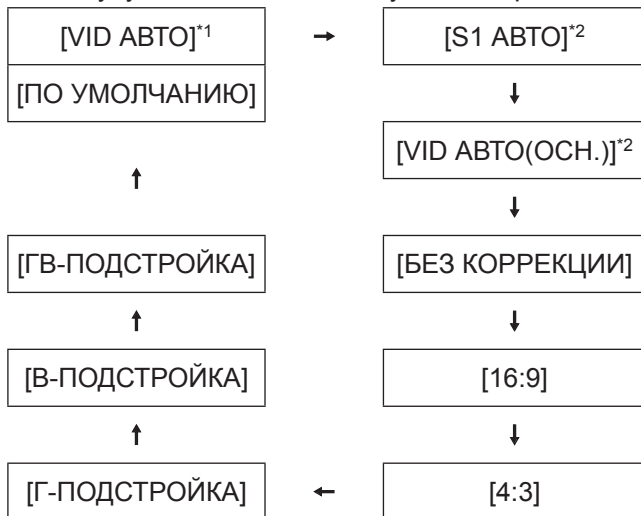 [VID АВТО]*1
[S1 АВТО]*2
[ПО УМОЛЧАНИЮ]
[VID АВТО(ОСН.)]*2
[ГВ-ПОДСТРОЙКА]
[БЕЗ КОРРЕКЦИИ]
[В-ПОДСТРОЙКА]
[16:9]
[Г-ПОДСТРОЙКА]
[4:3]